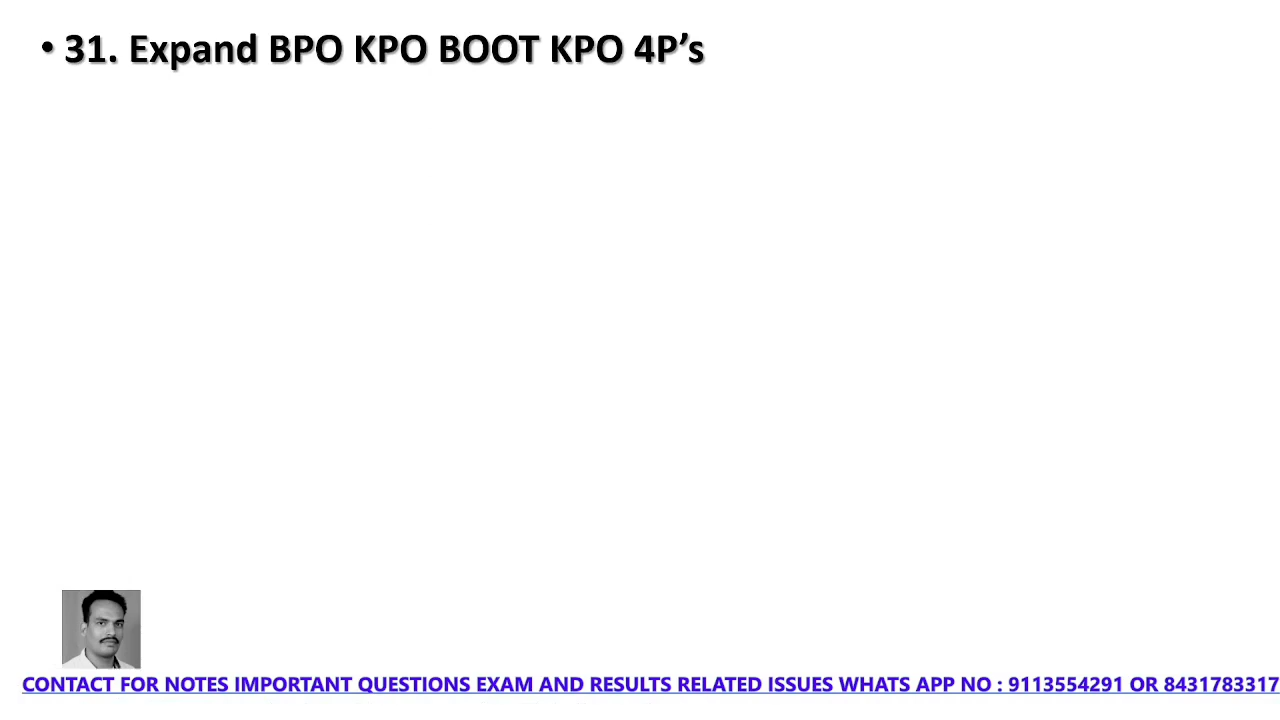 • 31. Expand BPO KPO BOOT KPO 4P’s
CONTACT FOR NOTES IMPORTANT QUESTIONS EXAM AND RESULTS RELATED ISSUES WHATS APP NO : 9113554291 OR 8431783317